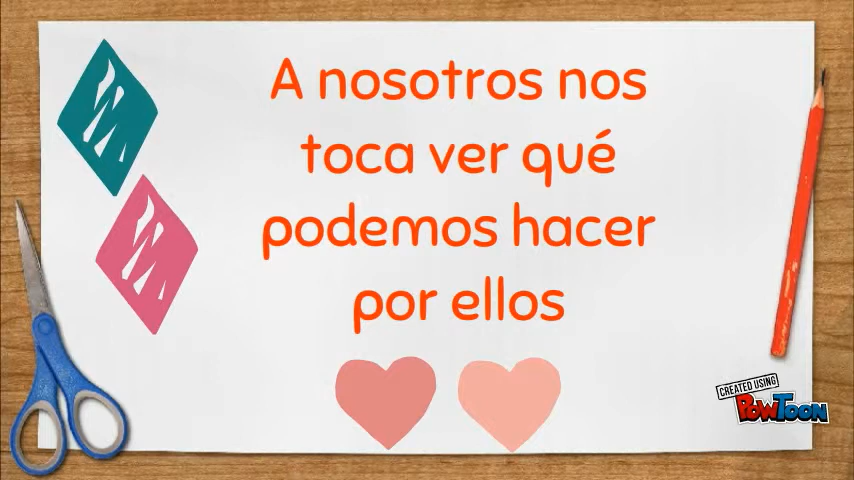 A nosotros nos
toca ver qué
podemos hacer
por ellos
CREATED USING
POWTOON